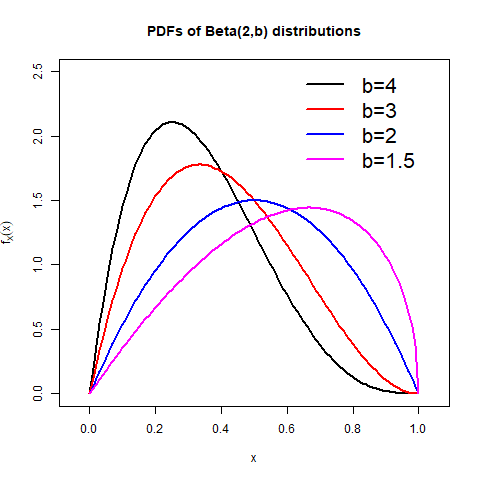 PDFs of Beta(2,b) distributions
b=4
b=3
b=2
b=1.5
f_X(x)
2.5
2.0
1.5
1.0
0.5
0.0
0.0 0.2 0.4 0.6 0.8 1.0
x